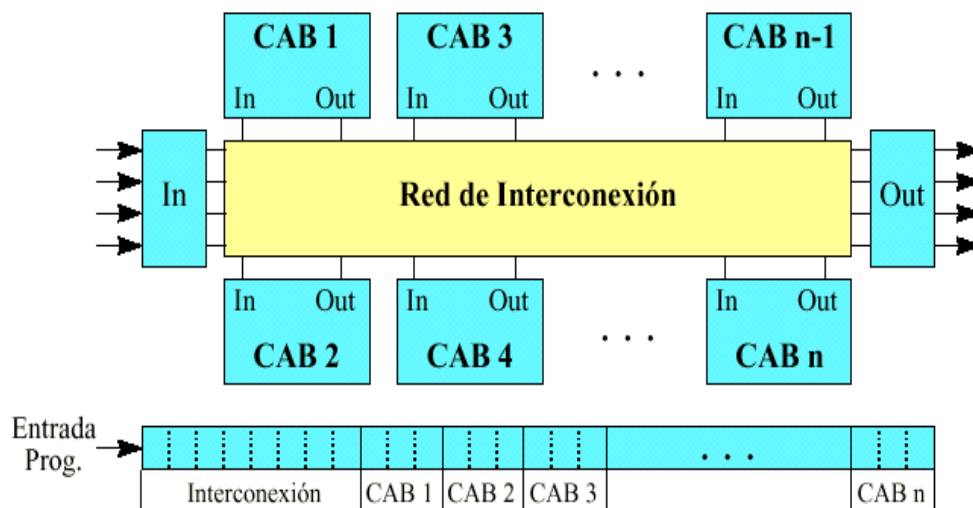 CAB 1 CAB 3 CAB n-1
. . .
In Out In Out In Out
In Red de Interconexión Out
In Out In Out In Out
CAB 2 CAB 4 . . . CAB n
Entrada
Prog.
. . .
Interconexión CAB 1 CAB 2 CAB 3 CAB n